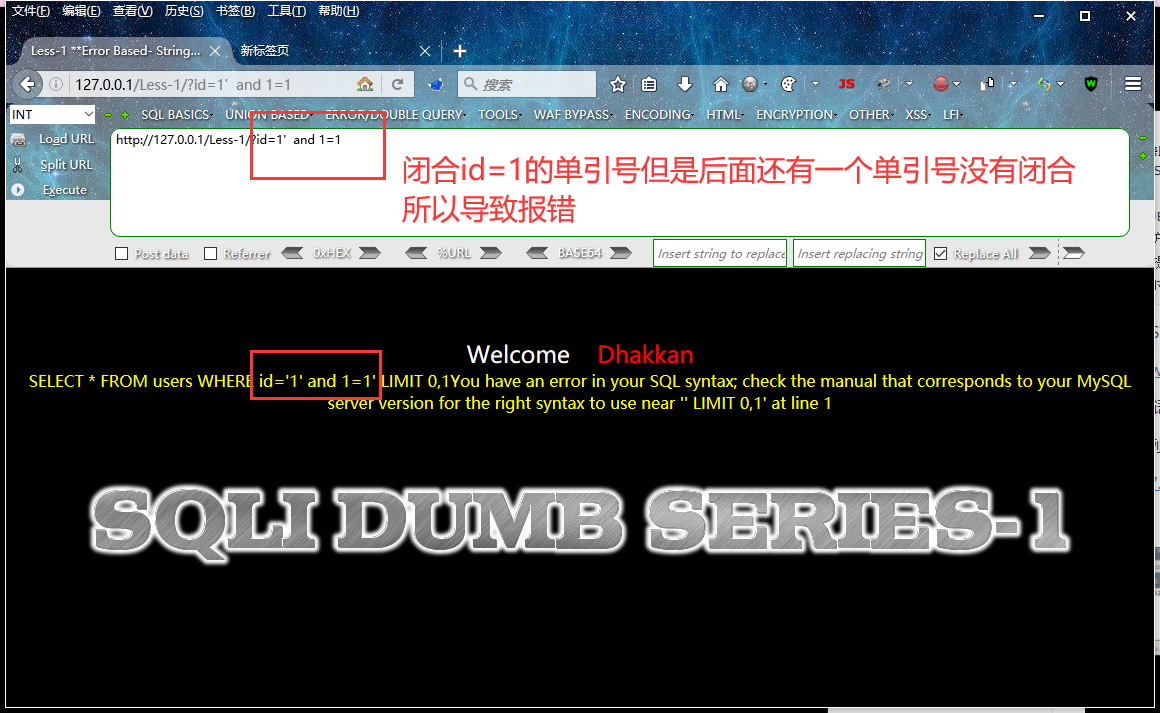 文件(F) 编辑(E) 查看(V) 历史(S) 书签(B) 工具(T) 帮助(H)
Less-1 **Error Based- String... 新标签页
127.0.0.1/Less-1/?id=1' and 1=1 搜索 JS
INT SQL BASICS UNION BASED ERROR/DOUBLE QUERY TOOLS WAF BYPASS ENCODING HTML ENCRYPTION OTHER XSS LFI
Load URL http://127.0.0.1/Less-1/?id=1' and 1=1
Split URL
Execute
闭合id=1的单引号但是后面还有一个单引号没有闭合
所以导致报错
Post data Referrer 0xHEX %URL BASE64 Insert string to replace Insert replacing string Replace All
Welcome Dhakkan
SELECT * FROM users WHERE id='1' and 1=1' LIMIT 0,1You have an error in your SQL syntax; check the manual that corresponds to your MySQL
server version for the right syntax to use near '' LIMIT 0,1' at line 1
SQLI DUMB SERIES-1